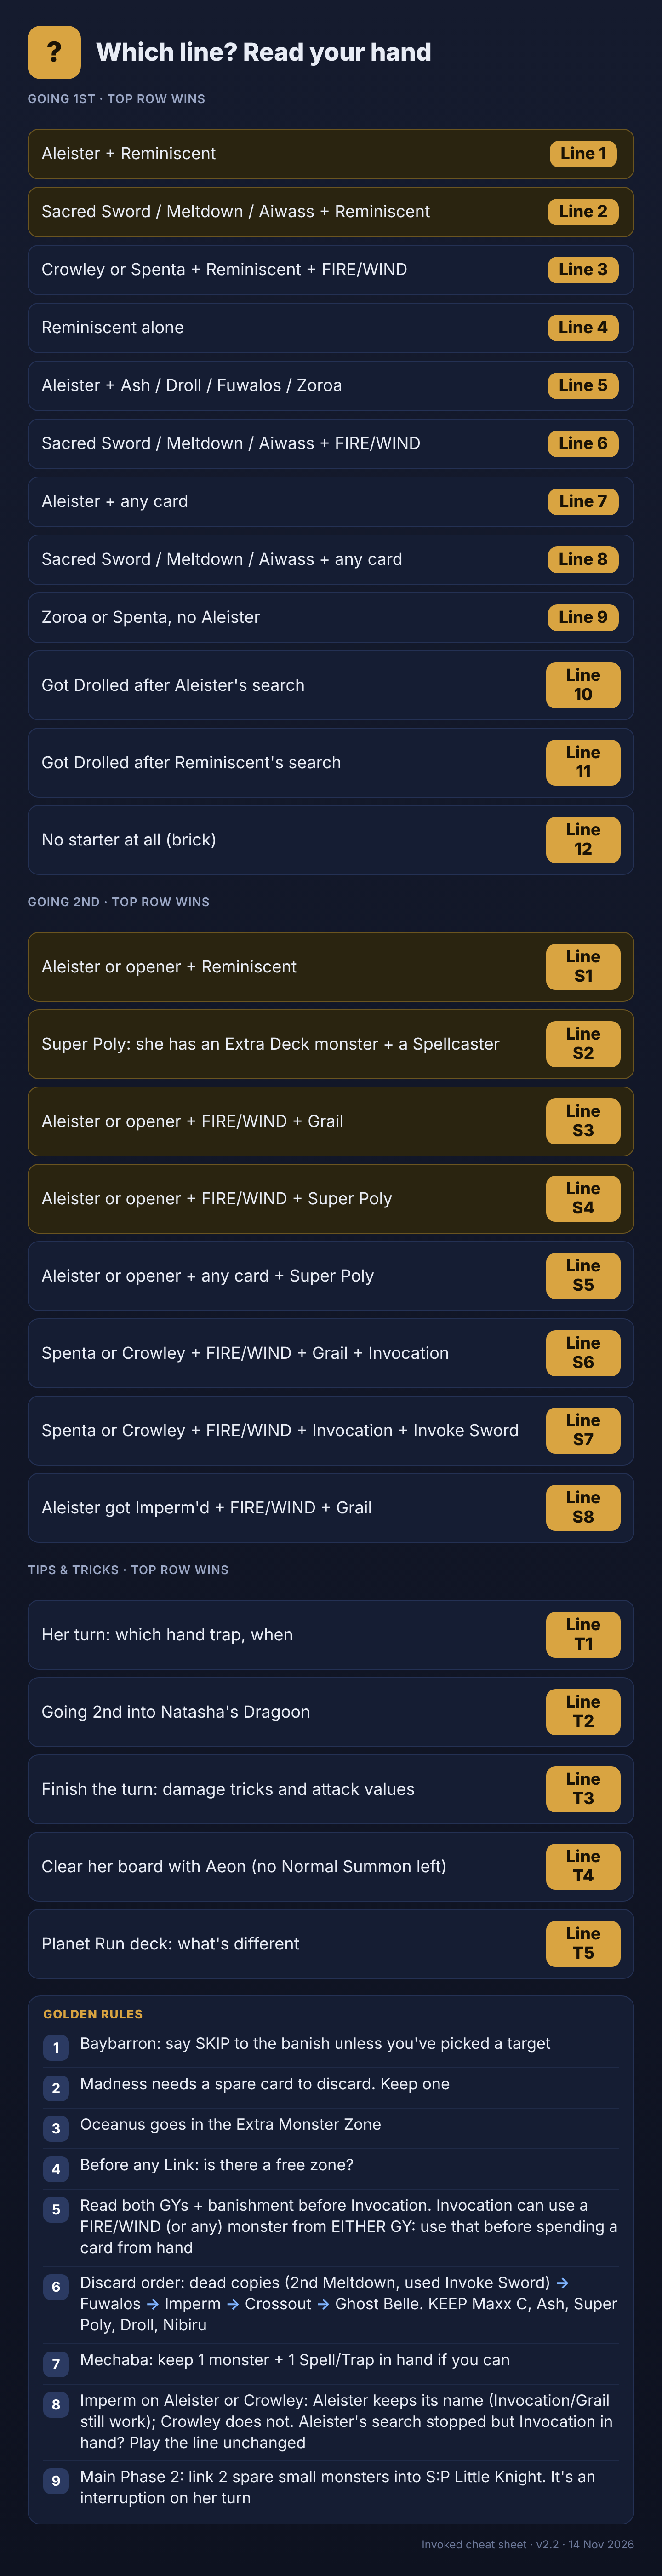 ?
Which line? Read your hand
GOING 1ST · TOP ROW WINS
Aleister + Reminiscent
Line 1
Sacred Sword / Meltdown / Aiwass + Reminiscent
Line 2
Crowley or Spenta + Reminiscent + FIRE/WIND
Line 3
Reminiscent alone
Line 4
Aleister + Ash / Droll / Fuwalos / Zoroa
Line 5
Sacred Sword / Meltdown / Aiwass + FIRE/WIND
Line 6
Aleister + any card
Line 7
Sacred Sword / Meltdown / Aiwass + any card
Line 8
Zoroa or Spenta, no Aleister
Line 9
Got Drolled after Aleister's search
Line
10
Got Drolled after Reminiscent's search
Line
11
No starter at all (brick)
Line
12
GOING 2ND · TOP ROW WINS
Aleister or opener + Reminiscent
Line
S1
Super Poly: she has an Extra Deck monster + a Spellcaster
Line
S2
Aleister or opener + FIRE/WIND + Grail
Line
S3
Aleister or opener + FIRE/WIND + Super Poly
Line
S4
Aleister or opener + any card + Super Poly
Line
S5
Spenta or Crowley + FIRE/WIND + Grail + Invocation
Line
S6
Spenta or Crowley + FIRE/WIND + Invocation + Invoke Sword
Line
S7
Aleister got Imperm'd + FIRE/WIND + Grail
Line
S8
TIPS & TRICKS · TOP ROW WINS
Her turn: which hand trap, when
Line
T1
Going 2nd into Natasha's Dragoon
Line
T2
Finish the turn: damage tricks and attack values
Line
T3
Clear her board with Aeon (no Normal Summon left)
Line
T4
Planet Run deck: what's different
Line
T5
GOLDEN RULES
1 Baybarron: say SKIP to the banish unless you've picked a target
2 Madness needs a spare card to discard. Keep one
3 Oceanus goes in the Extra Monster Zone
4 Before any Link: is there a free zone?
5 Read both GYs + banishment before Invocation. Invocation can use a
FIRE/WIND (or any) monster from EITHER GY: use that before spending a
card from hand
6 Discard order: dead copies (2nd Meltdown, used Invoke Sword) →
Fuwalos → Imperm → Crossout → Ghost Belle. KEEP Maxx C, Ash, Super
Poly, Droll, Nibiru
7 Mechaba: keep 1 monster + 1 Spell/Trap in hand if you can
8 Imperm on Aleister or Crowley: Aleister keeps its name (Invocation/Grail
still work); Crowley does not. Aleister's search stopped but Invocation in
hand? Play the line unchanged
9 Main Phase 2: link 2 spare small monsters into S:P Little Knight. It's an
interruption on her turn
Invoked cheat sheet · v2.2 · 14 Nov 2026